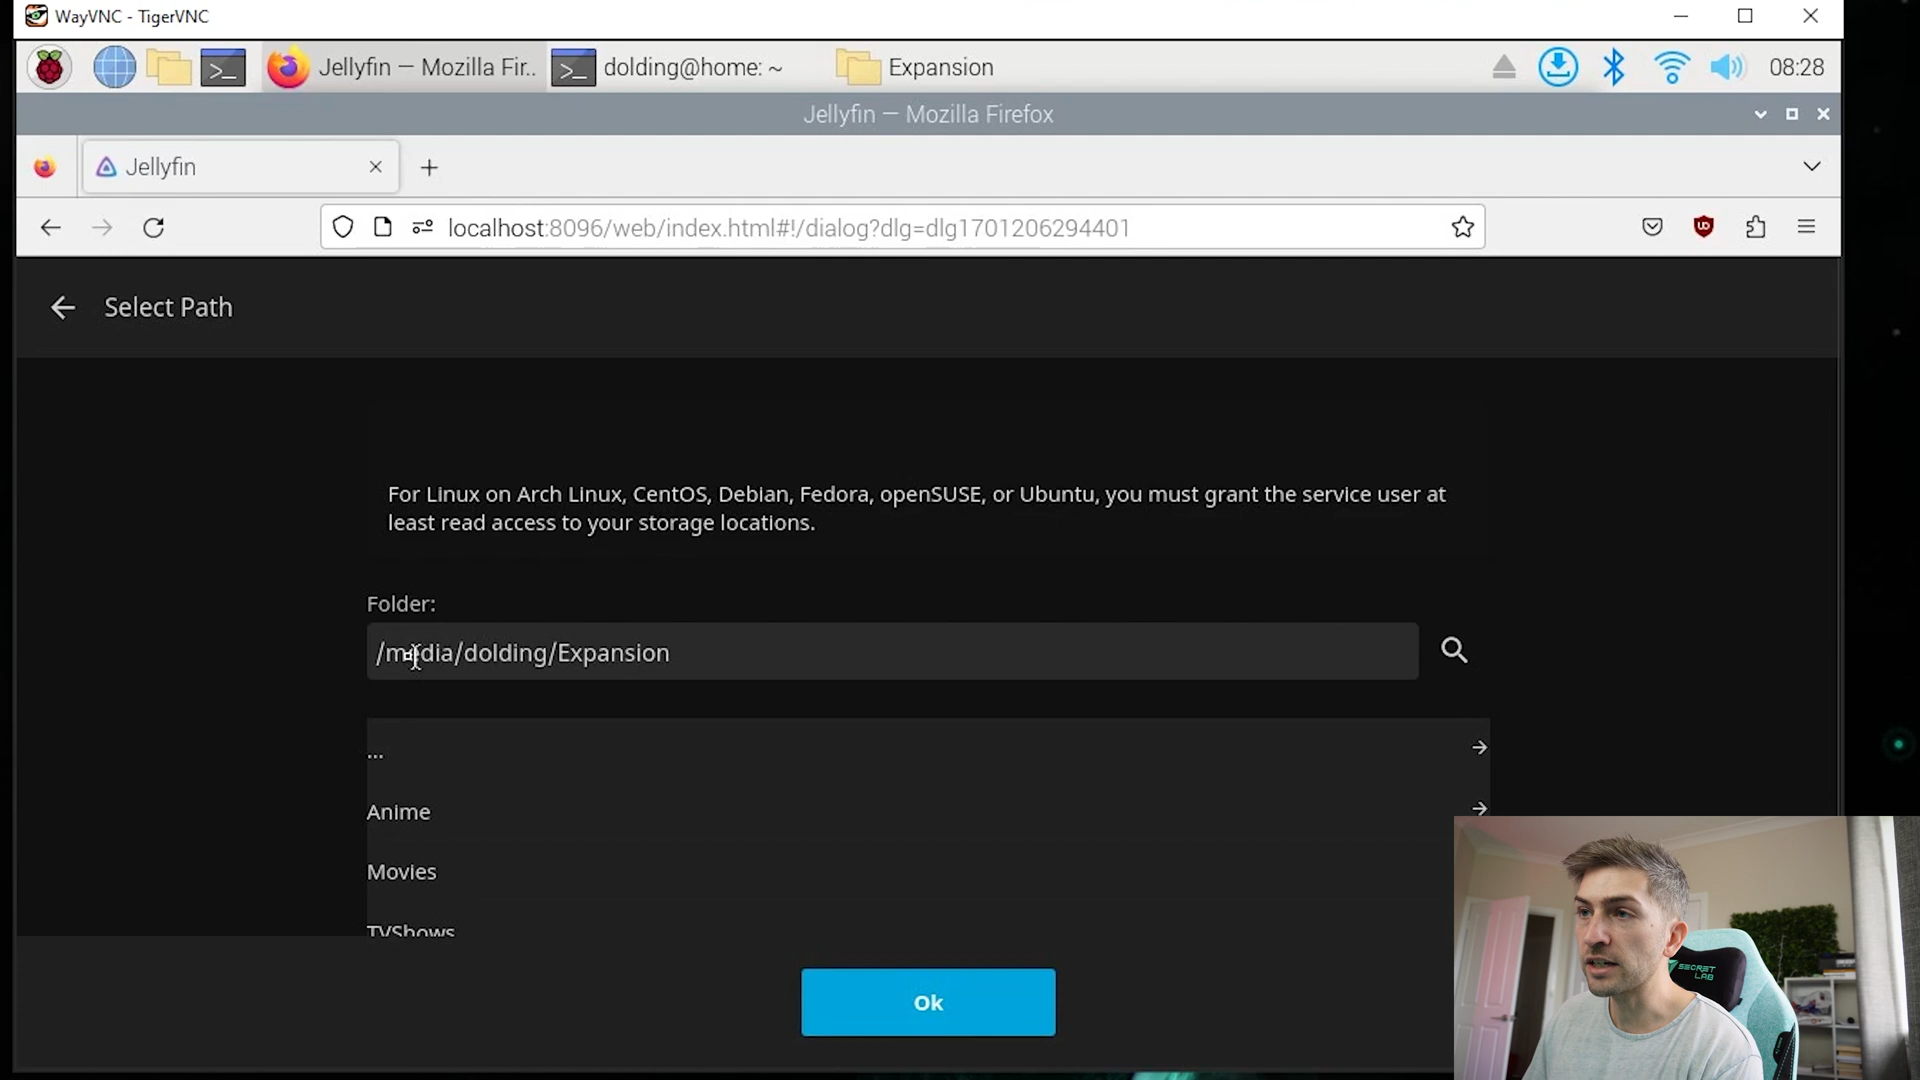 WayVNC - TigerVNC
Jellyfin — Mozilla Fir..
dolding@home: ~
Expansion
08:28
Jellyfin — Mozilla Firefox
Jellyfin
localhost:8096/web/index.html#!/dialog?dlg=dlg1701206294401
Select Path
For Linux on Arch Linux, CentOS, Debian, Fedora, openSUSE, or Ubuntu, you must grant the service user at
least read access to your storage locations.
Folder:
/media/dolding/Expansion
...
Anime
Movies
TVShows
Ok
SECRET
LAB